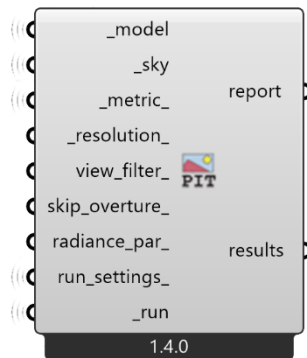 _model
_sky
_metric_
_resolution_
view_filter_
skip_overture_
radiance_par_
run_settings_
_run
PIT
report
results
1.4.0